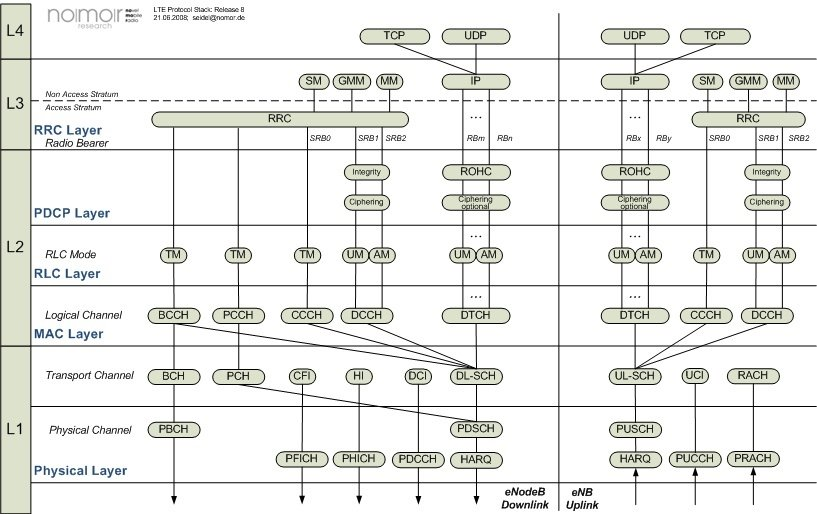 nomor never mobile radio
research
LTE Protocol Stack: Release 8
21.06.2008; seidel@nomor.de
L4
TCP UDP UDP TCP
L3
SM GMM MM IP IP SM GMM MM
Non Access Stratum
Access Stratum
... ...
RRC RRC
RRC Layer
Radio Bearer
SRB0 SRB1 SRB2 RBm RBn RBx RBy SRB0 SRB1 SRB2
L2
Integrity ROHC ROHC Integrity
Ciphering Ciphering optional Ciphering optional Ciphering
PDCP Layer
... ...
RLC Mode TM TM TM UM AM UM AM UM AM TM UM AM
RLC Layer
... ...
Logical Channel BCCH PCCH CCCH DCCH DTCH DTCH CCCH DCCH
MAC Layer
L1
Transport Channel BCH PCH CFI HI DCI DL-SCH UL-SCH UCI RACH
Physical Channel PBCH PDSCH PUSCH
PFICH PHICH PDCCH HARQ HARQ PUCCH PRACH
Physical Layer
eNodeB eNB
Downlink Uplink